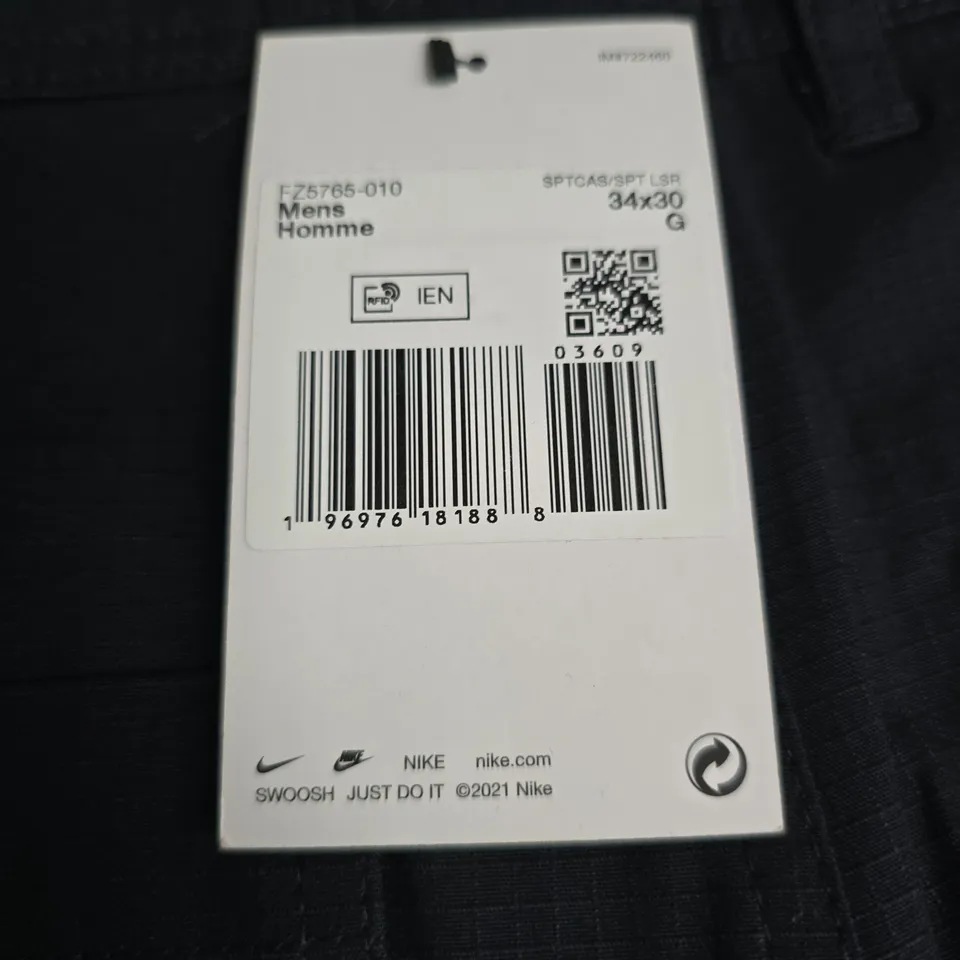 FZ5765-010
Mens
Homme
SPTCAS/SPT LSR
34x30
G
RFID IEN
03609
1 96976 18188 8
NIKE nike.com
SWOOSH JUST DO IT ©2021 Nike